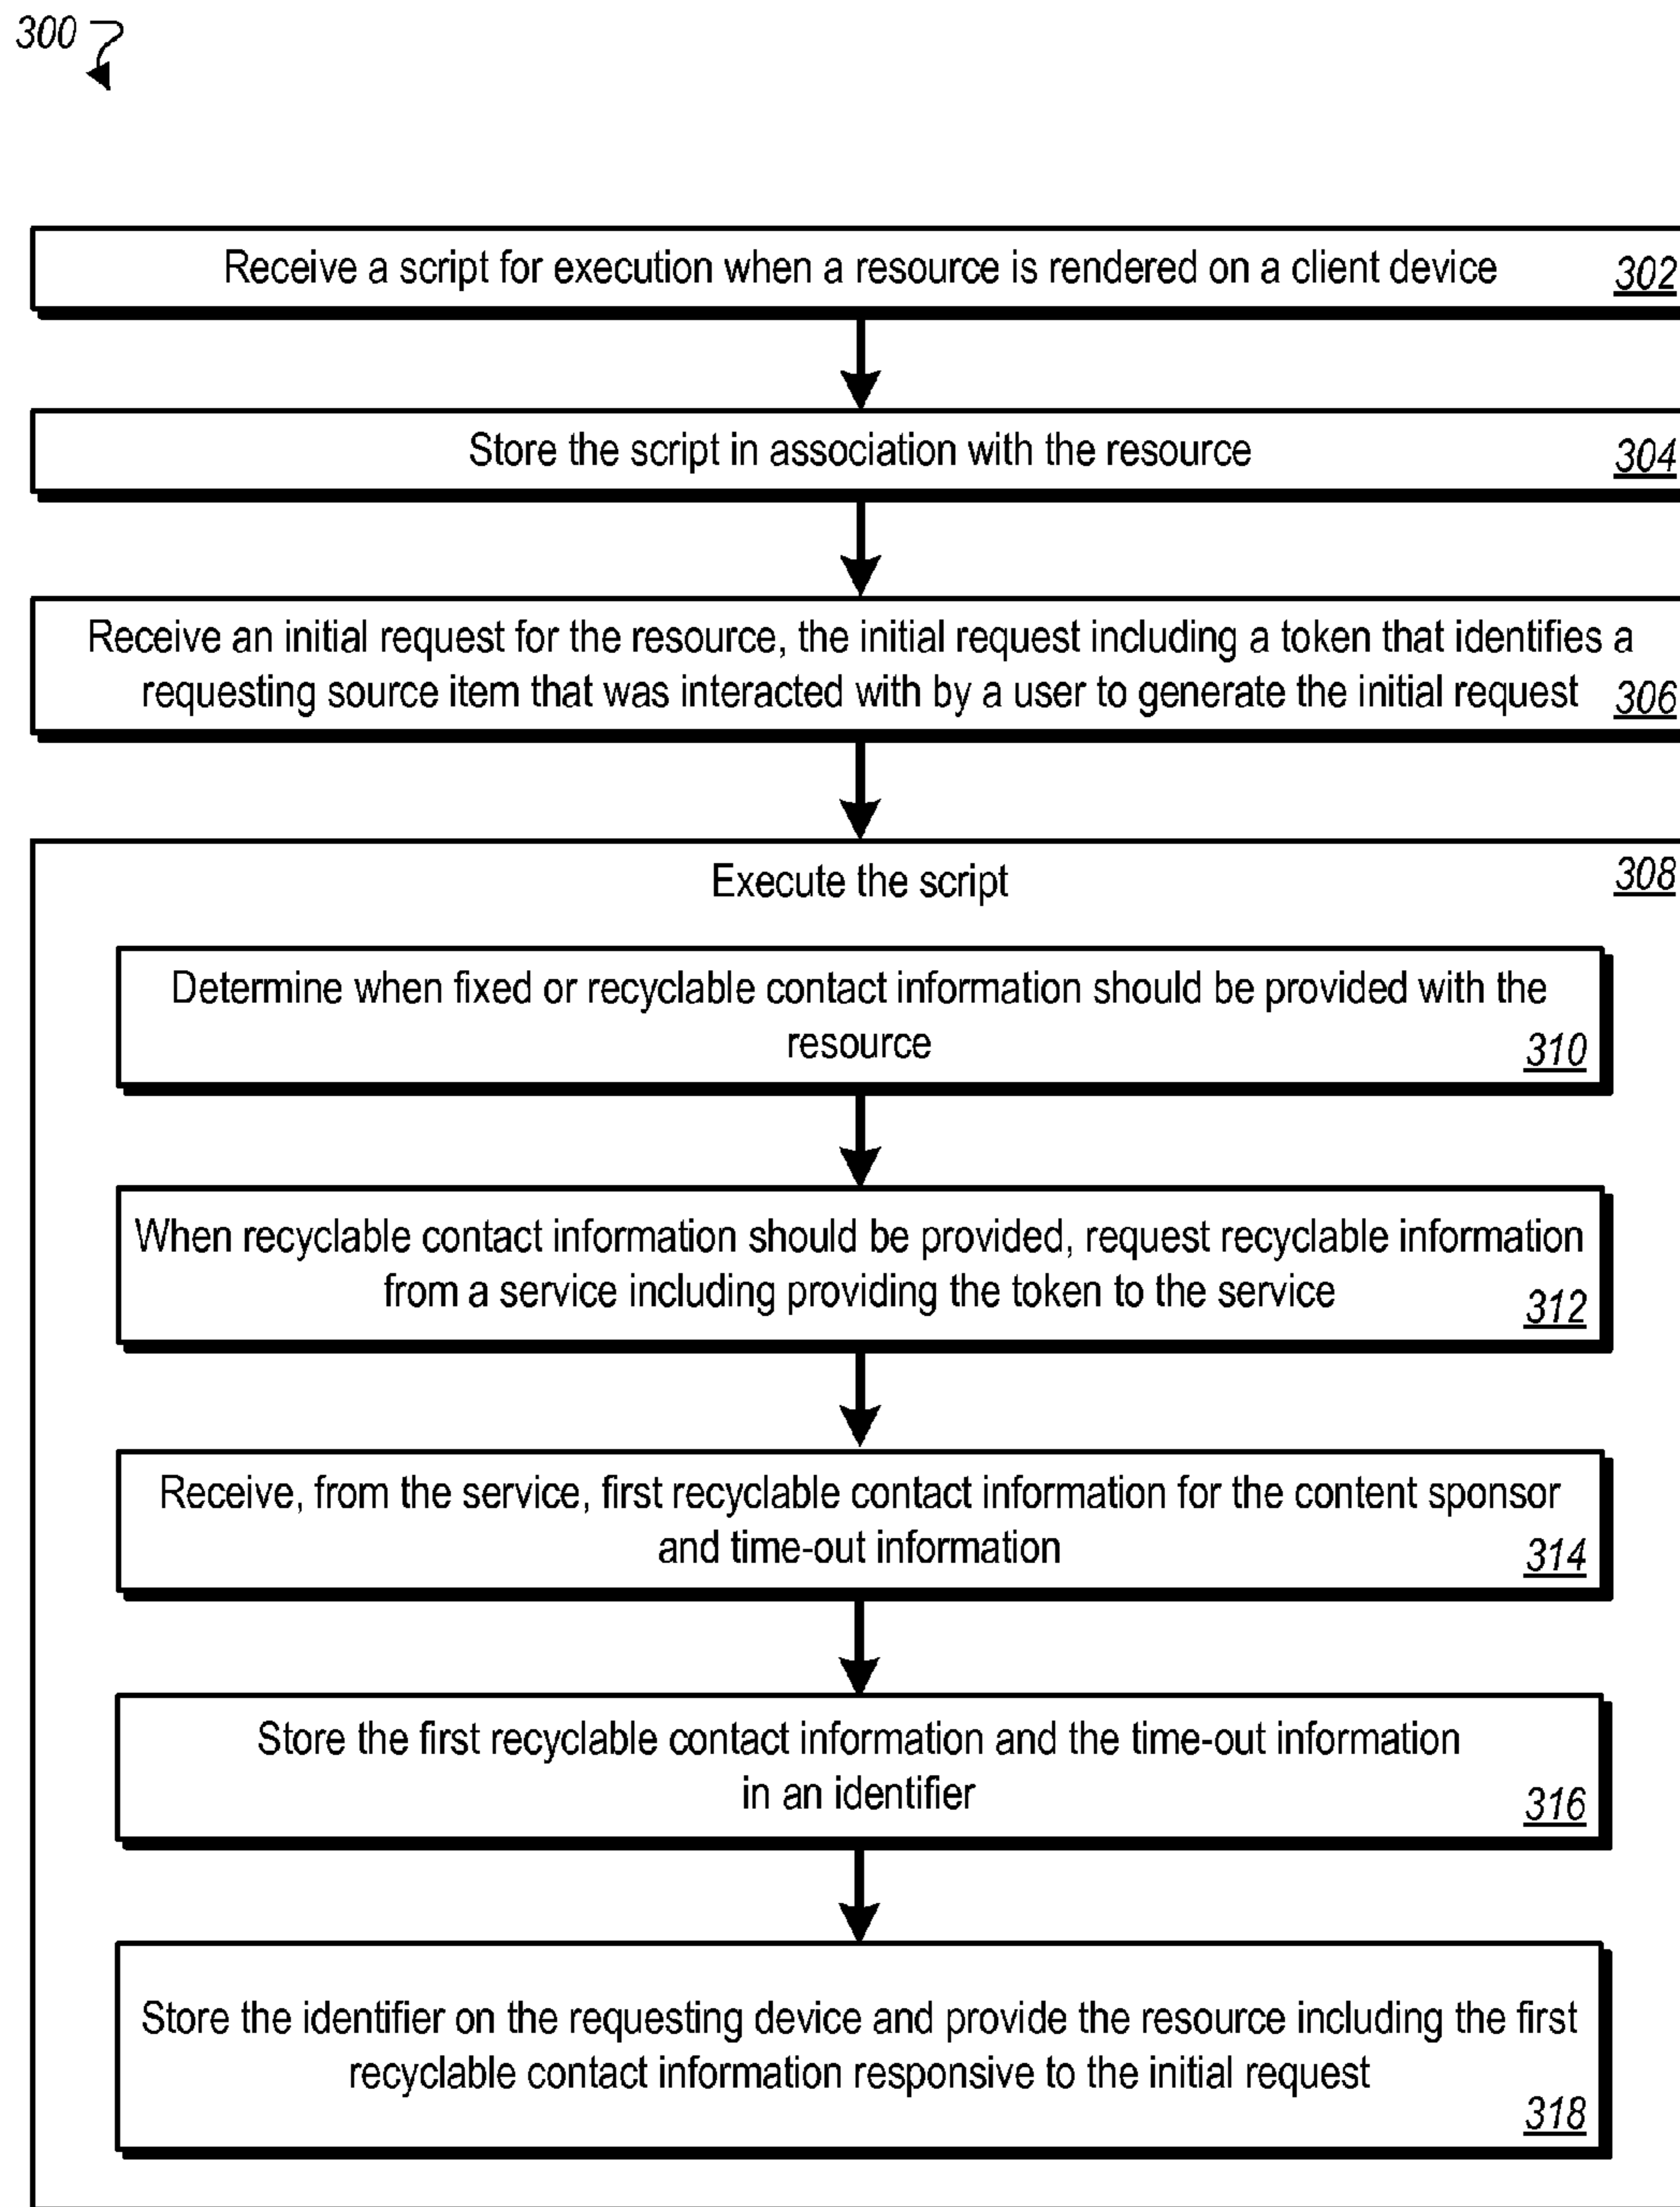 300
Receive a script for execution when a resource is rendered on a client device 302
Store the script in association with the resource 304
Receive an initial request for the resource, the initial request including a token that identifies a
requesting source item that was interacted with by a user to generate the initial request 306
Execute the script 308
Determine when fixed or recyclable contact information should be provided with the
resource 310
When recyclable contact information should be provided, request recyclable information
from a service including providing the token to the service 312
Receive, from the service, first recyclable contact information for the content sponsor
and time-out information 314
Store the first recyclable contact information and the time-out information
in an identifier 316
Store the identifier on the requesting device and provide the resource including the first
recyclable contact information responsive to the initial request 318